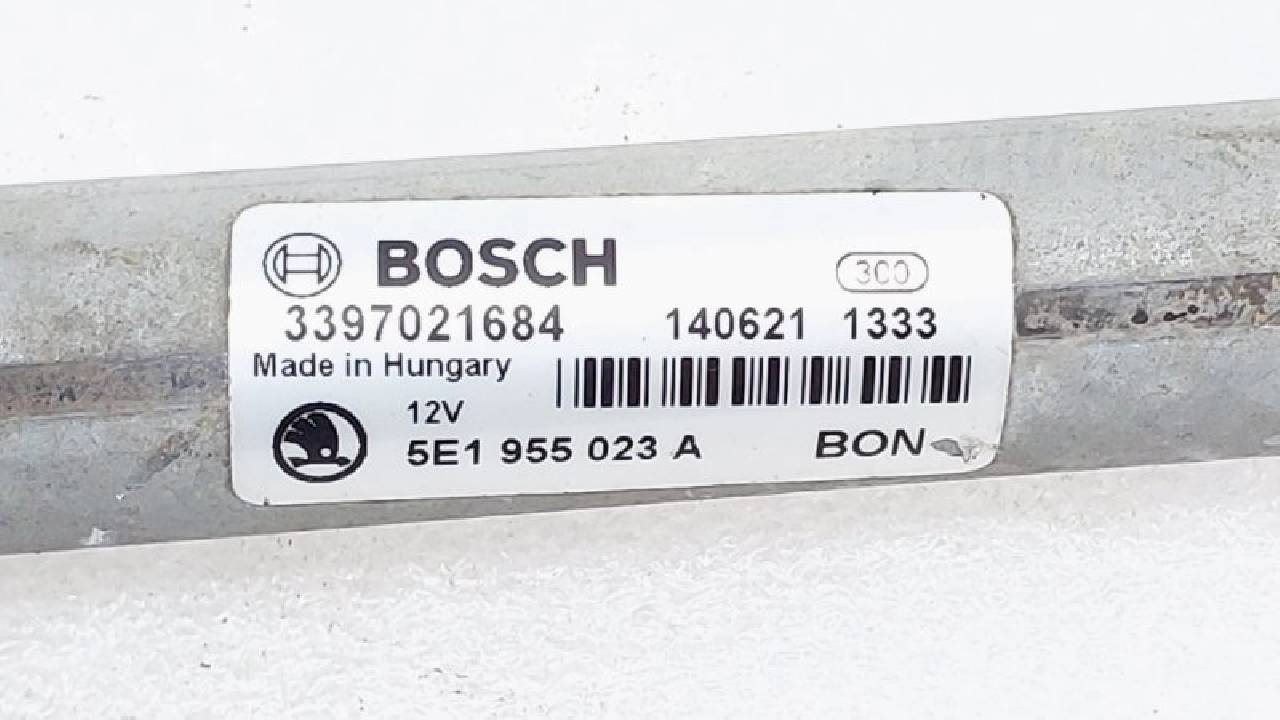 BOSCH
300
3397021684 140621 1333
Made in Hungary
12V
5E1 955 023 A BON